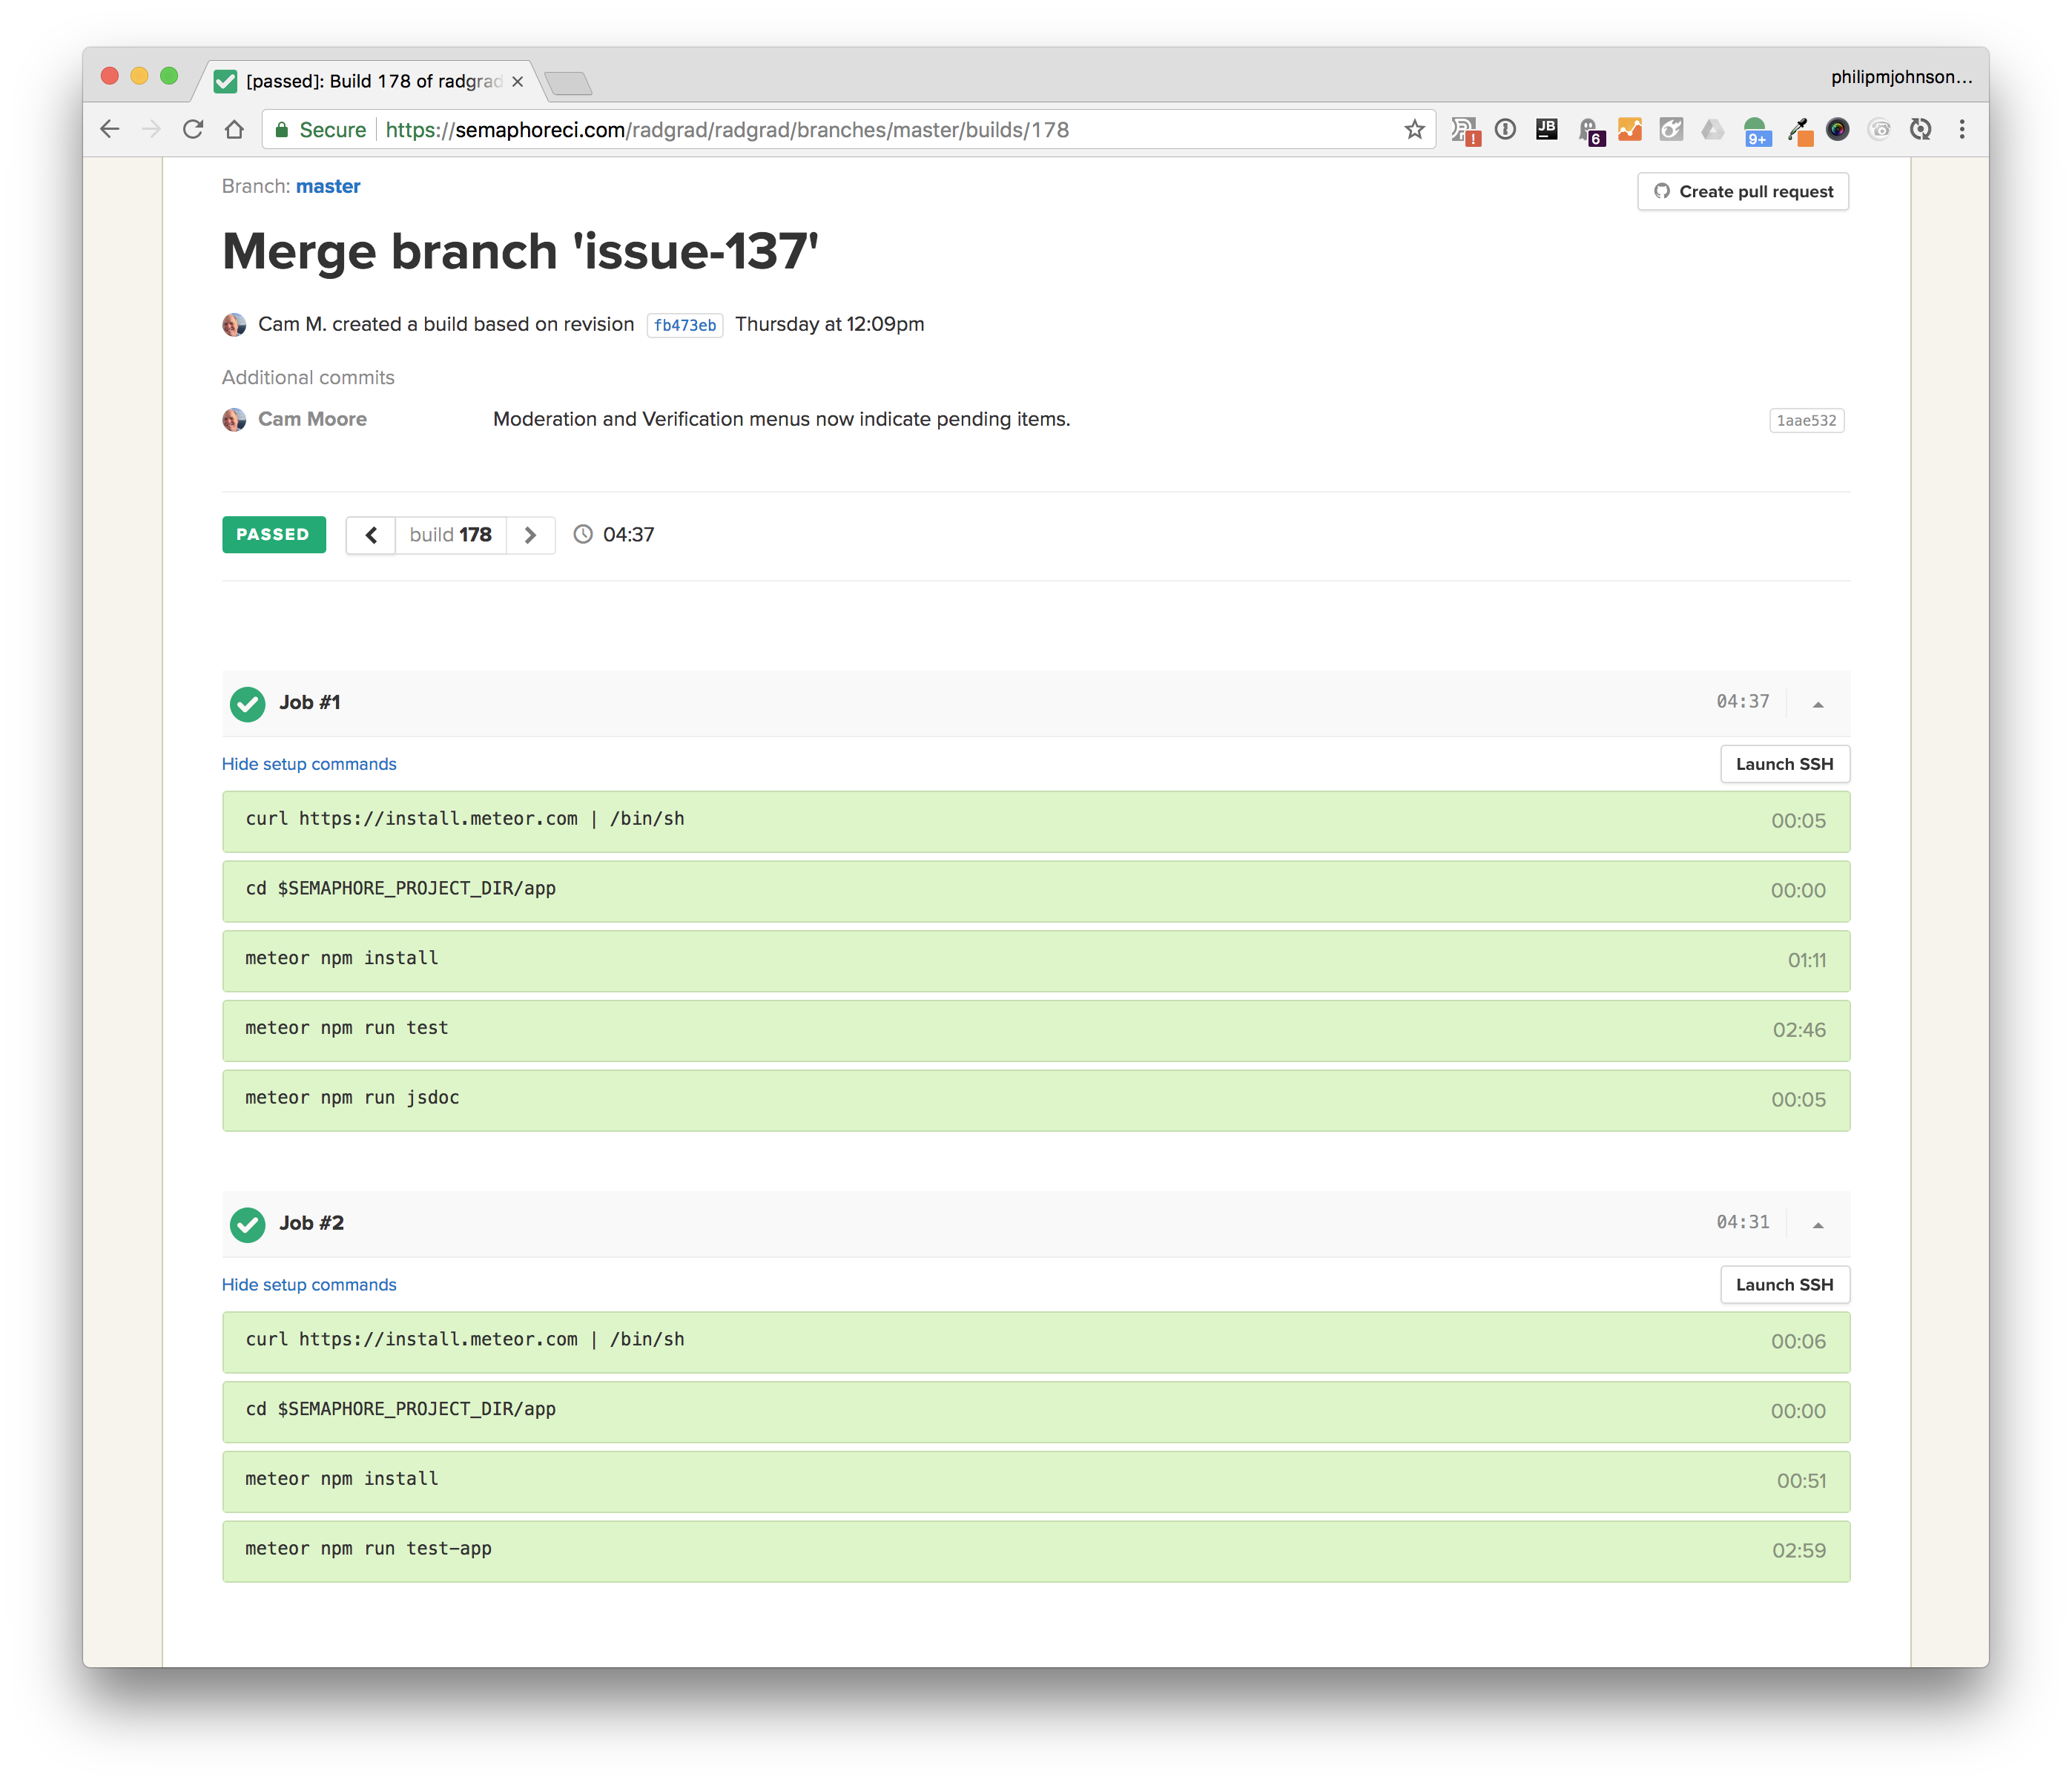 [passed]: Build 178 of radgrad
philipmjohnson...
Secure https://semaphoreci.com/radgrad/radgrad/branches/master/builds/178
! JB 6 9+
Branch: master
Create pull request
Merge branch 'issue-137'
Cam M. created a build based on revision fb473eb Thursday at 12:09pm
Additional commits
Cam Moore Moderation and Verification menus now indicate pending items. 1aae532
PASSED build 178 04:37
Job #1 04:37
Hide setup commands Launch SSH
curl https://install.meteor.com | /bin/sh 00:05
cd $SEMAPHORE_PROJECT_DIR/app 00:00
meteor npm install 01:11
meteor npm run test 02:46
meteor npm run jsdoc 00:05
Job #2 04:31
Hide setup commands Launch SSH
curl https://install.meteor.com | /bin/sh 00:06
cd $SEMAPHORE_PROJECT_DIR/app 00:00
meteor npm install 00:51
meteor npm run test-app 02:59